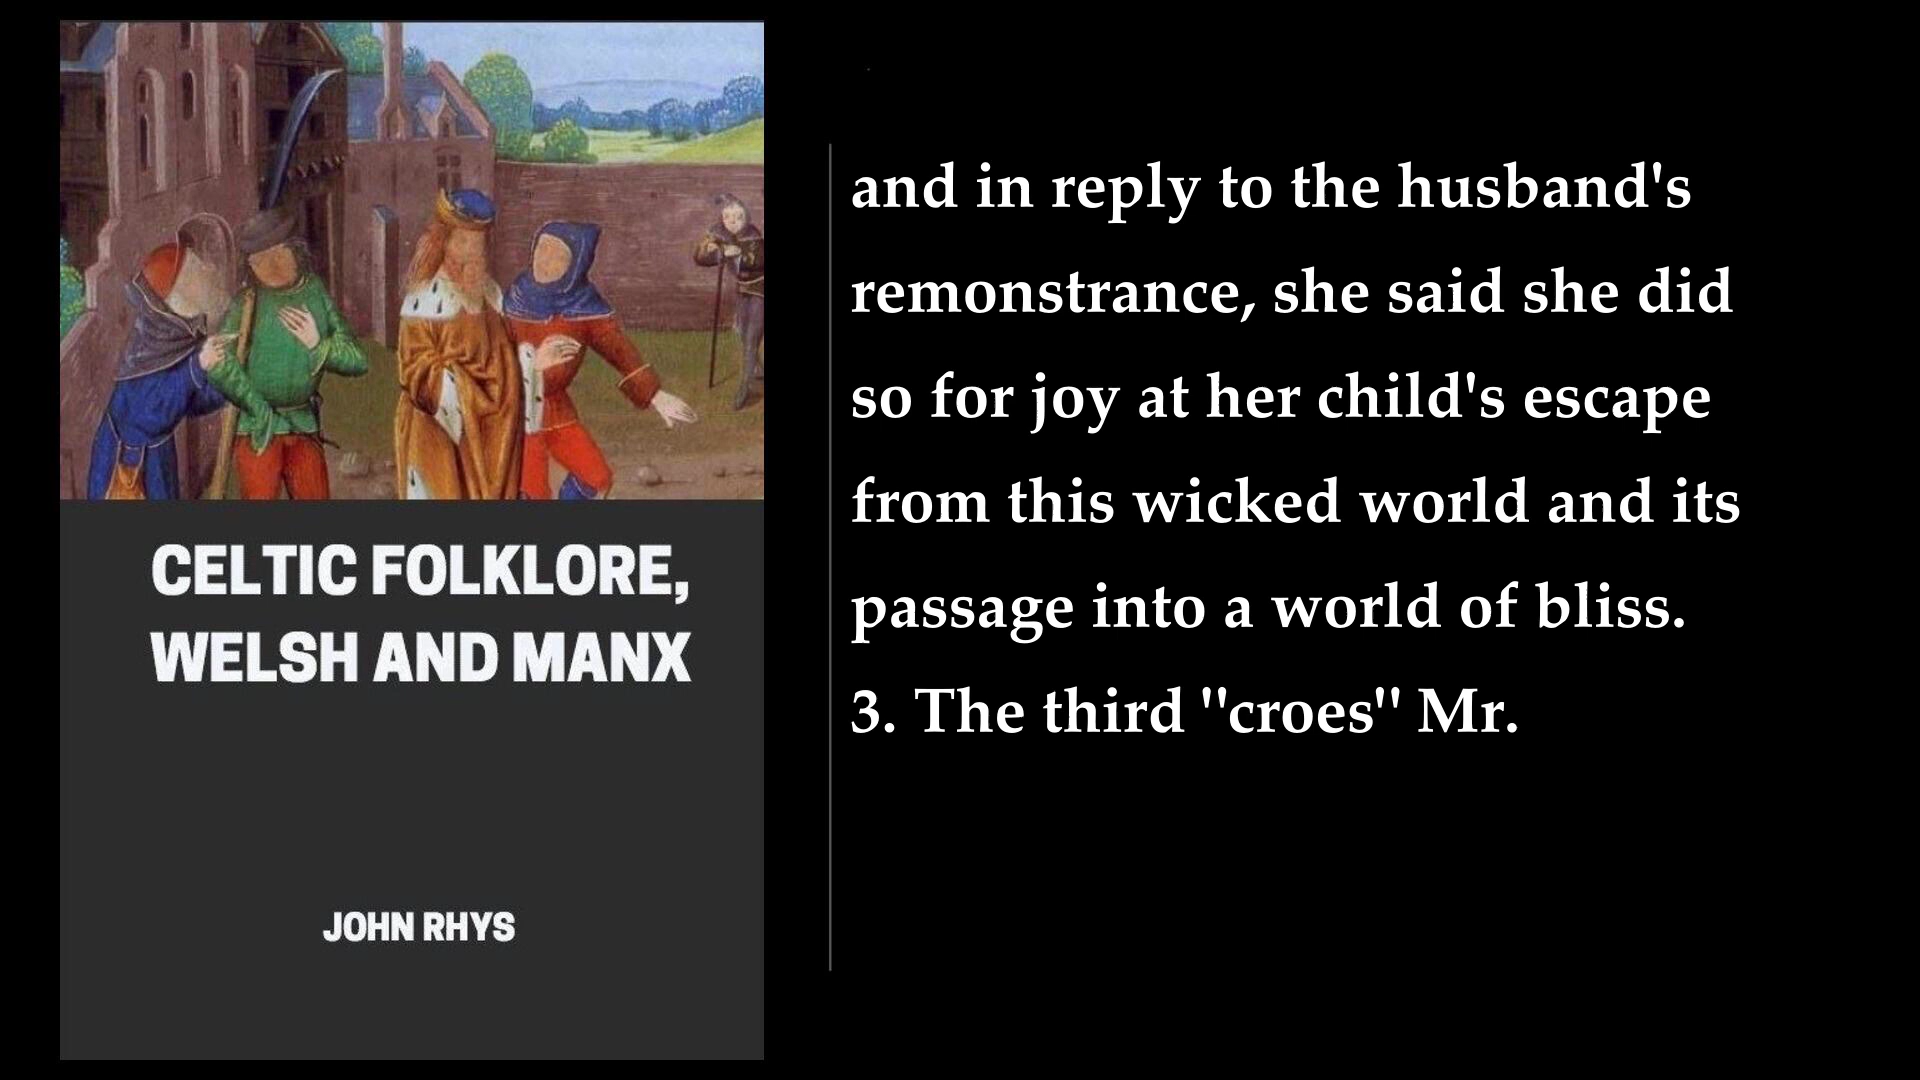 CELTIC FOLKLORE,
WELSH AND MANX
JOHN RHYS
and in reply to the husband's
remonstrance, she said she did
so for joy at her child's escape
from this wicked world and its
passage into a world of bliss.
3. The third "croes" Mr.